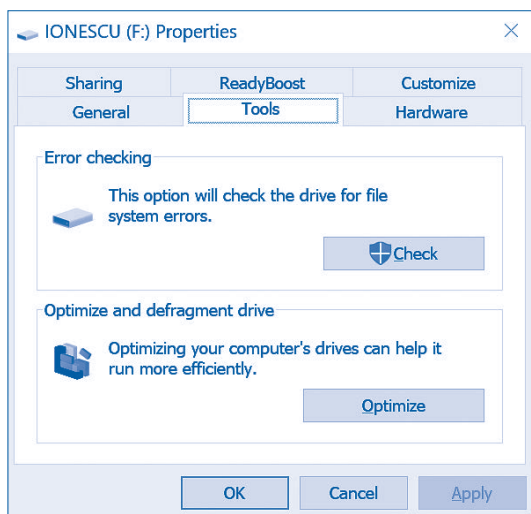 IONESCU (F:) Properties
Sharing ReadyBoost Customize
General Tools Hardware
Error checking
This option will check the drive for file
system errors.
Check
Optimize and defragment drive
Optimizing your computer's drives can help it
run more efficiently.
Optimize
OK Cancel Apply